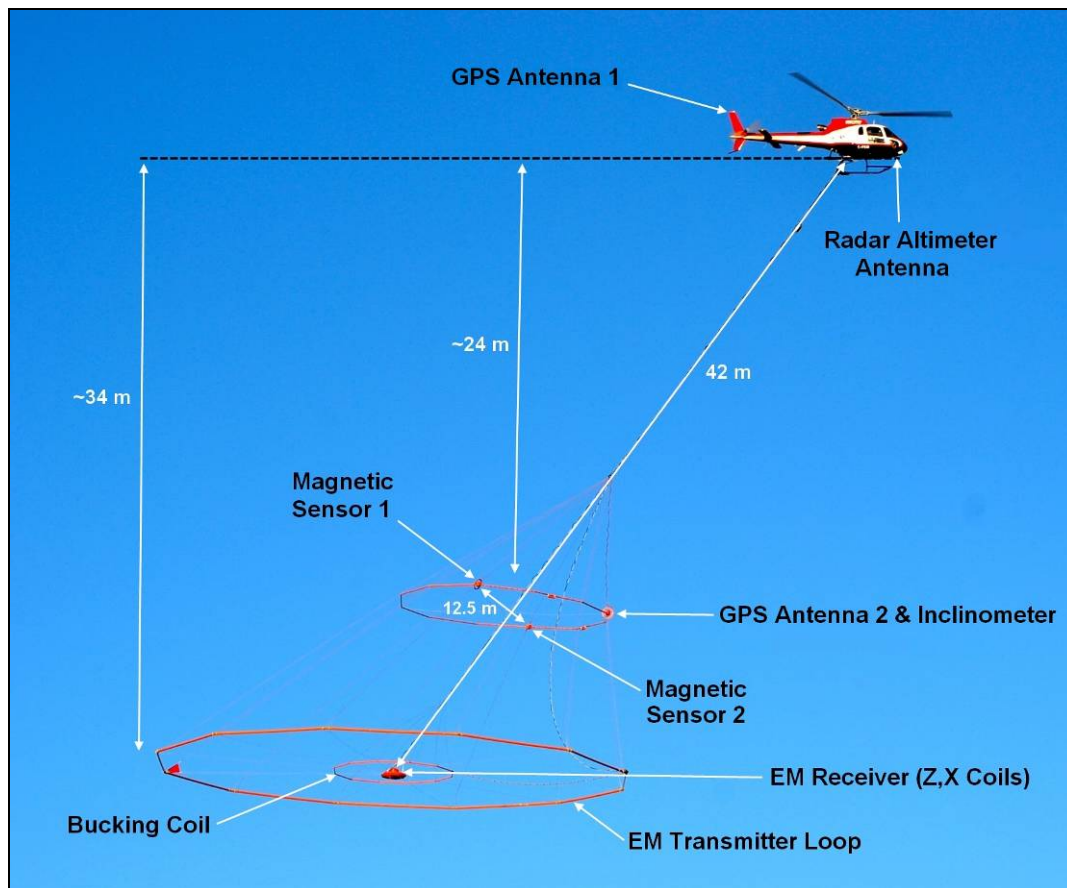 GPS Antenna 1
Radar Altimeter
Antenna
~24 m
42 m
~34 m
Magnetic
Sensor 1
12.5 m
GPS Antenna 2 & Inclinometer
Magnetic
Sensor 2
EM Receiver (Z,X Coils)
Bucking Coil
EM Transmitter Loop